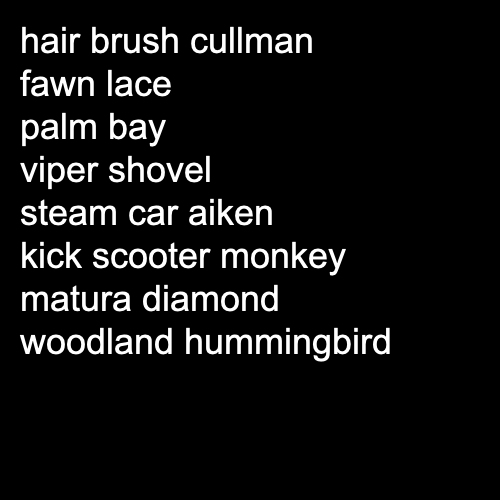 hair brush cullman
fawn lace
palm bay
viper shovel
steam car aiken
kick scooter monkey
matura diamond
woodland hummingbird